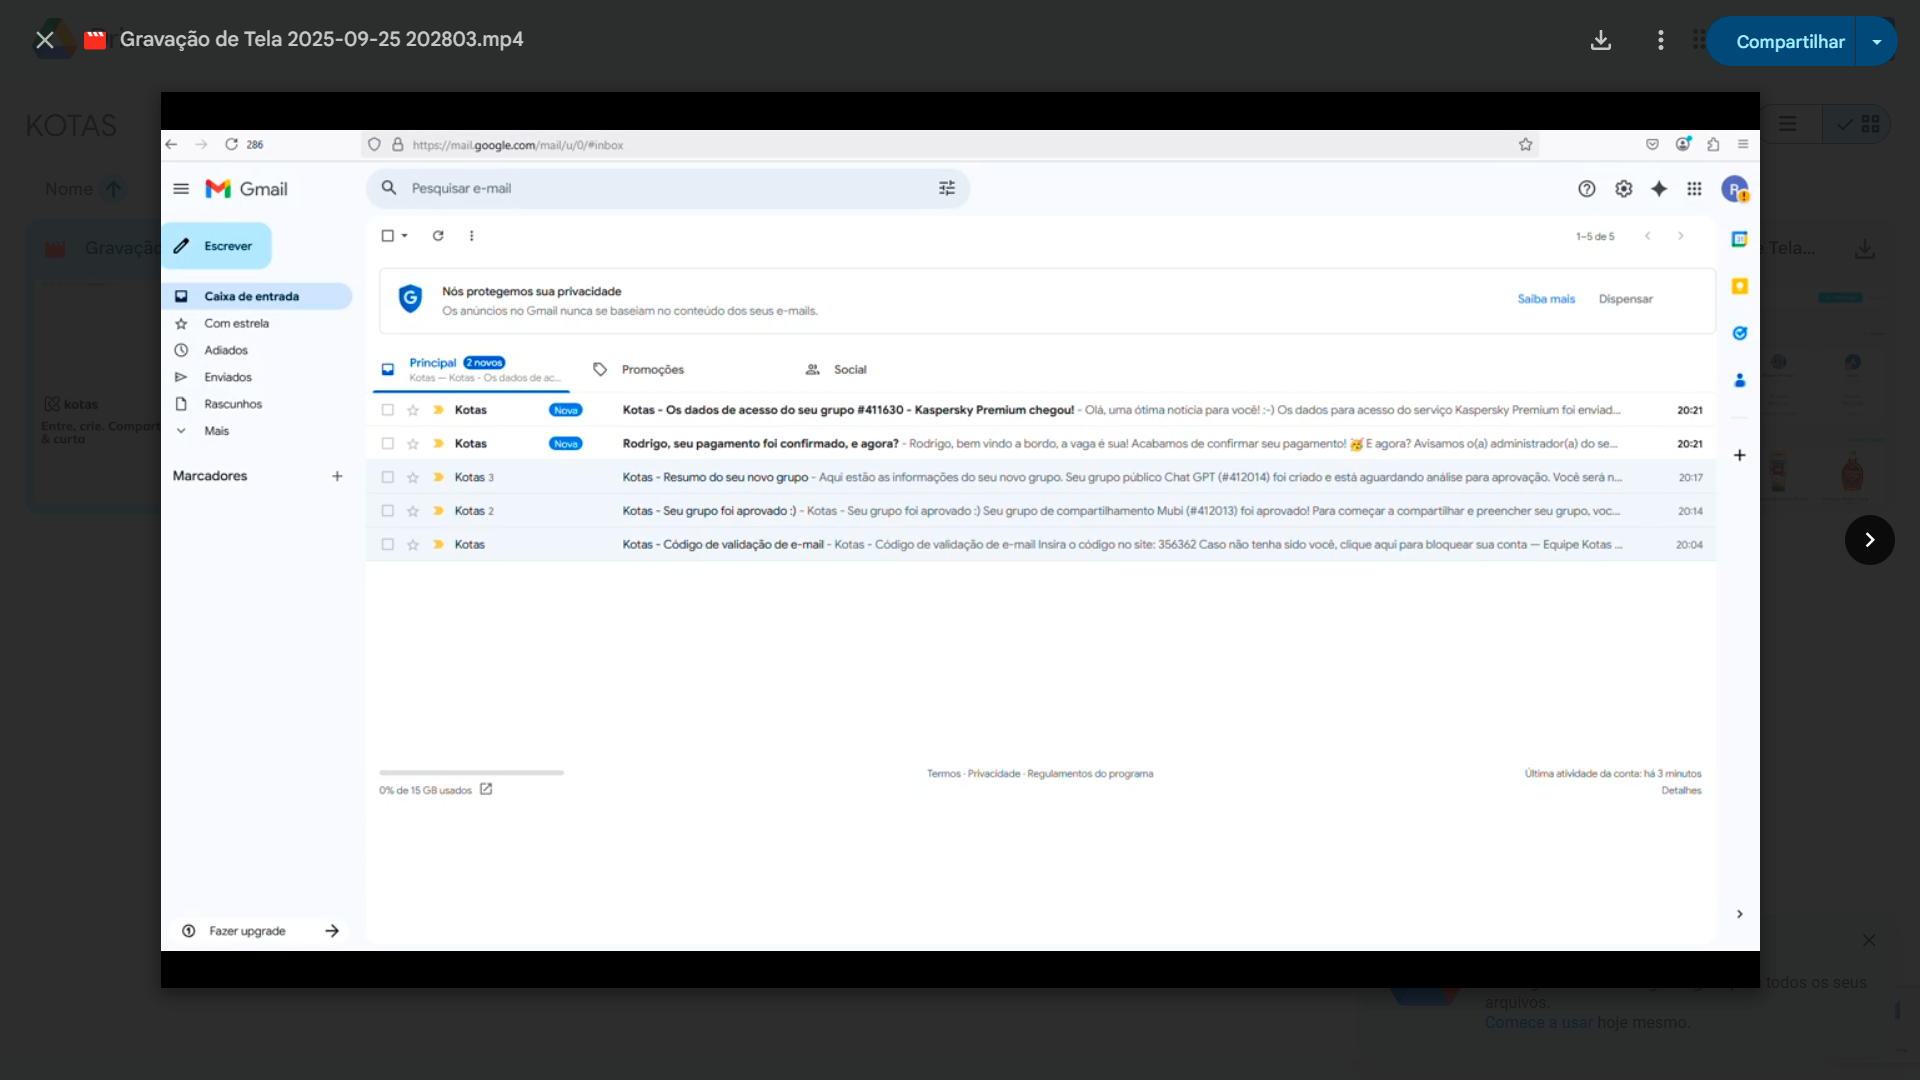 Gravação de Tela 2025-09-25 202803.mp4
Compartilhar
KOTAS
Nome
Gravação
Tela...
kotas
Entre, crie. Compart
& curta
286
https://mail.google.com/mail/u/0/#inbox
Gmail
Pesquisar e-mail
Escrever
1–5 de 5
Nós protegemos sua privacidade
Os anúncios no Gmail nunca se baseiam no conteúdo dos seus e-mails.
Saiba mais
Dispensar
Caixa de entrada
Com estrela
Adiados
Enviados
Rascunhos
Mais
Marcadores
Principal 2 novos
Kotas — Kotas - Os dados de ac...
Promoções
Social
Kotas Nova Kotas - Os dados de acesso do seu grupo #411630 - Kaspersky Premium chegou! - Olá, uma ótima notícia para você! :-) Os dados para acesso do serviço Kaspersky Premium foi enviad... 20:21
Kotas Nova Rodrigo, seu pagamento foi confirmado, e agora? - Rodrigo, bem vindo a bordo, a vaga é sua! Acabamos de confirmar seu pagamento! 🥳 E agora? Avisamos o(a) administrador(a) do se... 20:21
Kotas 3 Kotas - Resumo do seu novo grupo - Aqui estão as informações do seu novo grupo. Seu grupo público Chat GPT (#412014) foi criado e está aguardando análise para aprovação. Você será n... 20:17
Kotas 2 Kotas - Seu grupo foi aprovado :) - Kotas - Seu grupo foi aprovado :) Seu grupo de compartilhamento Mubi (#412013) foi aprovado! Para começar a compartilhar e preencher seu grupo, voc... 20:14
Kotas Kotas - Código de validação de e-mail - Kotas - Código de validação de e-mail Insira o código no site: 356362 Caso não tenha sido você, clique aqui para bloquear sua conta — Equipe Kotas ... 20:04
0% de 15 GB usados
Termos · Privacidade · Regulamentos do programa
Última atividade da conta: há 3 minutos
Detalhes
Fazer upgrade
todos os seus
arquivos.
Comece a usar hoje mesmo.